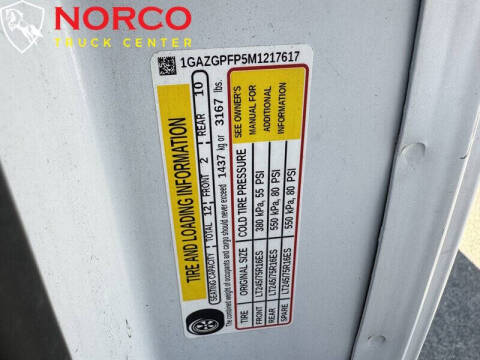 NORCO
TRUCK CENTER
1GAZGPFP5M1217617
TIRE AND LOADING INFORMATION
SEATING CAPACITY TOTAL 12 FRONT 2 REAR 10
The combined weight of occupants and cargo should never exceed 1437 kg or 3167 lbs.
TIRE ORIGINAL SIZE COLD TIRE PRESSURE
FRONT LT245/75R16ES 380 kPa, 55 PSI
REAR LT245/75R16ES 550 kPa, 80 PSI
SPARE LT245/75R16ES 550 kPa, 80 PSI
SEE OWNER'S
MANUAL FOR
ADDITIONAL
INFORMATION